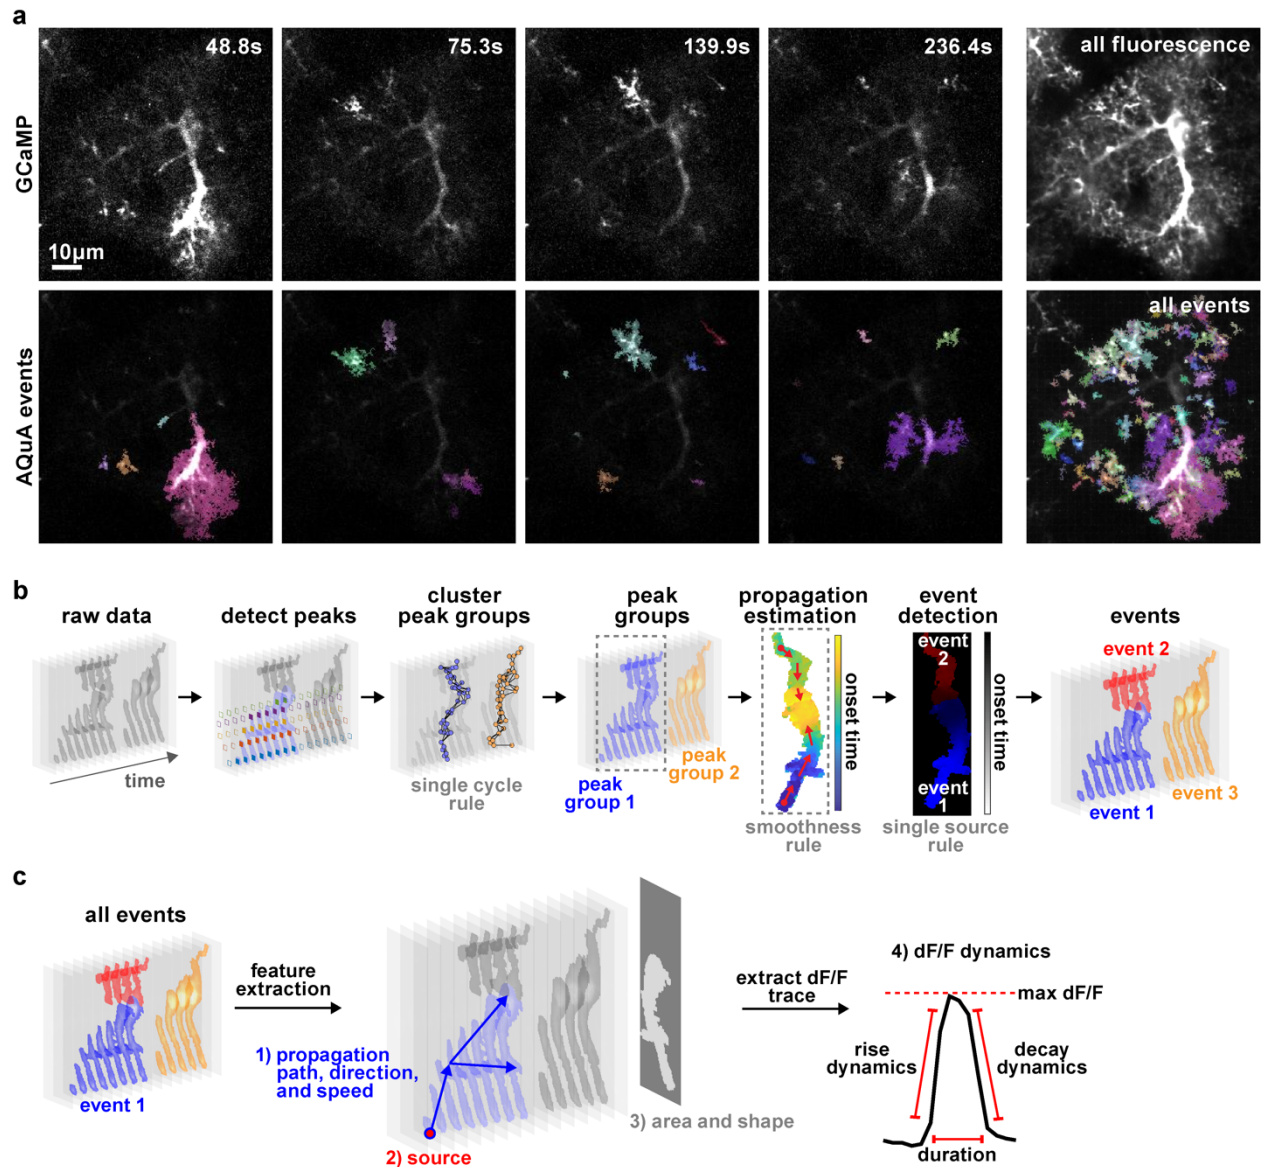 a
48.8s
75.3s
139.9s
236.4s
all fluorescence
GCaMP
10µm
all events
AQuA events
b
raw data
detect peaks
cluster
peak groups
peak
groups
propagation
estimation
event
detection
events
time
single cycle
rule
peak
group 1
peak
group 2
onset time
smoothness
rule
event
2
event
1
onset time
single source
rule
event 2
event 1
event 3
c
all events
event 1
feature
extraction
1) propagation
path, direction,
and speed
2) source
3) area and shape
extract dF/F
trace
4) dF/F dynamics
max dF/F
rise
dynamics
decay
dynamics
duration